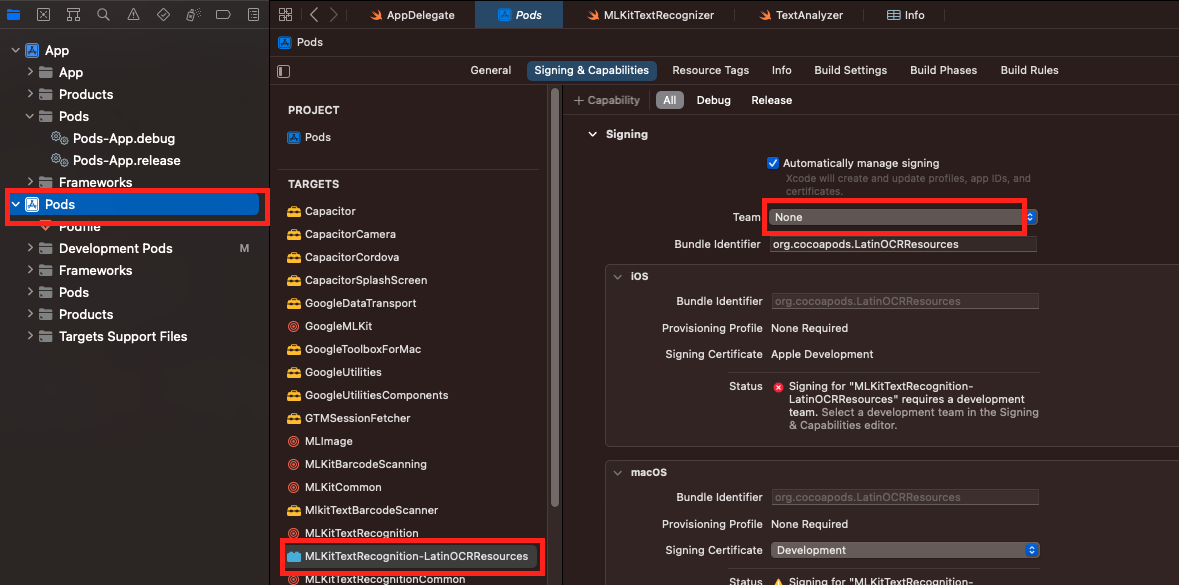 AppDelegate
Pods
MLKitTextRecognizer
TextAnalyzer
Info
App
App
Products
Pods
Pods-App.debug
Pods-App.release
Frameworks
Pods
Podfile
Development Pods M
Frameworks
Pods
Products
Targets Support Files
Pods
General Signing & Capabilities Resource Tags Info Build Settings Build Phases Build Rules
PROJECT
Pods
TARGETS
Capacitor
CapacitorCamera
CapacitorCordova
CapacitorSplashScreen
GoogleDataTransport
GoogleMLKit
GoogleToolboxForMac
GoogleUtilities
GoogleUtilitiesComponents
GTMSessionFetcher
MLImage
MLKitBarcodeScanning
MLKitCommon
MlkitTextBarcodeScanner
MLKitTextRecognition
MLKitTextRecognition-LatinOCRResources
MLKitTextRecognitionCommon
+ Capability All Debug Release
Signing
Automatically manage signing
Xcode will create and update profiles, app IDs, and
certificates.
Team None
Bundle Identifier org.cocoapods.LatinOCRResources
iOS
Bundle Identifier org.cocoapods.LatinOCRResources
Provisioning Profile None Required
Signing Certificate Apple Development
Status Signing for "MLKitTextRecognition-
LatinOCRResources" requires a development
team. Select a development team in the Signing
& Capabilities editor.
macOS
Bundle Identifier org.cocoapods.LatinOCRResources
Provisioning Profile None Required
Signing Certificate Development
Status Signing for "MLKitTextRecognition-